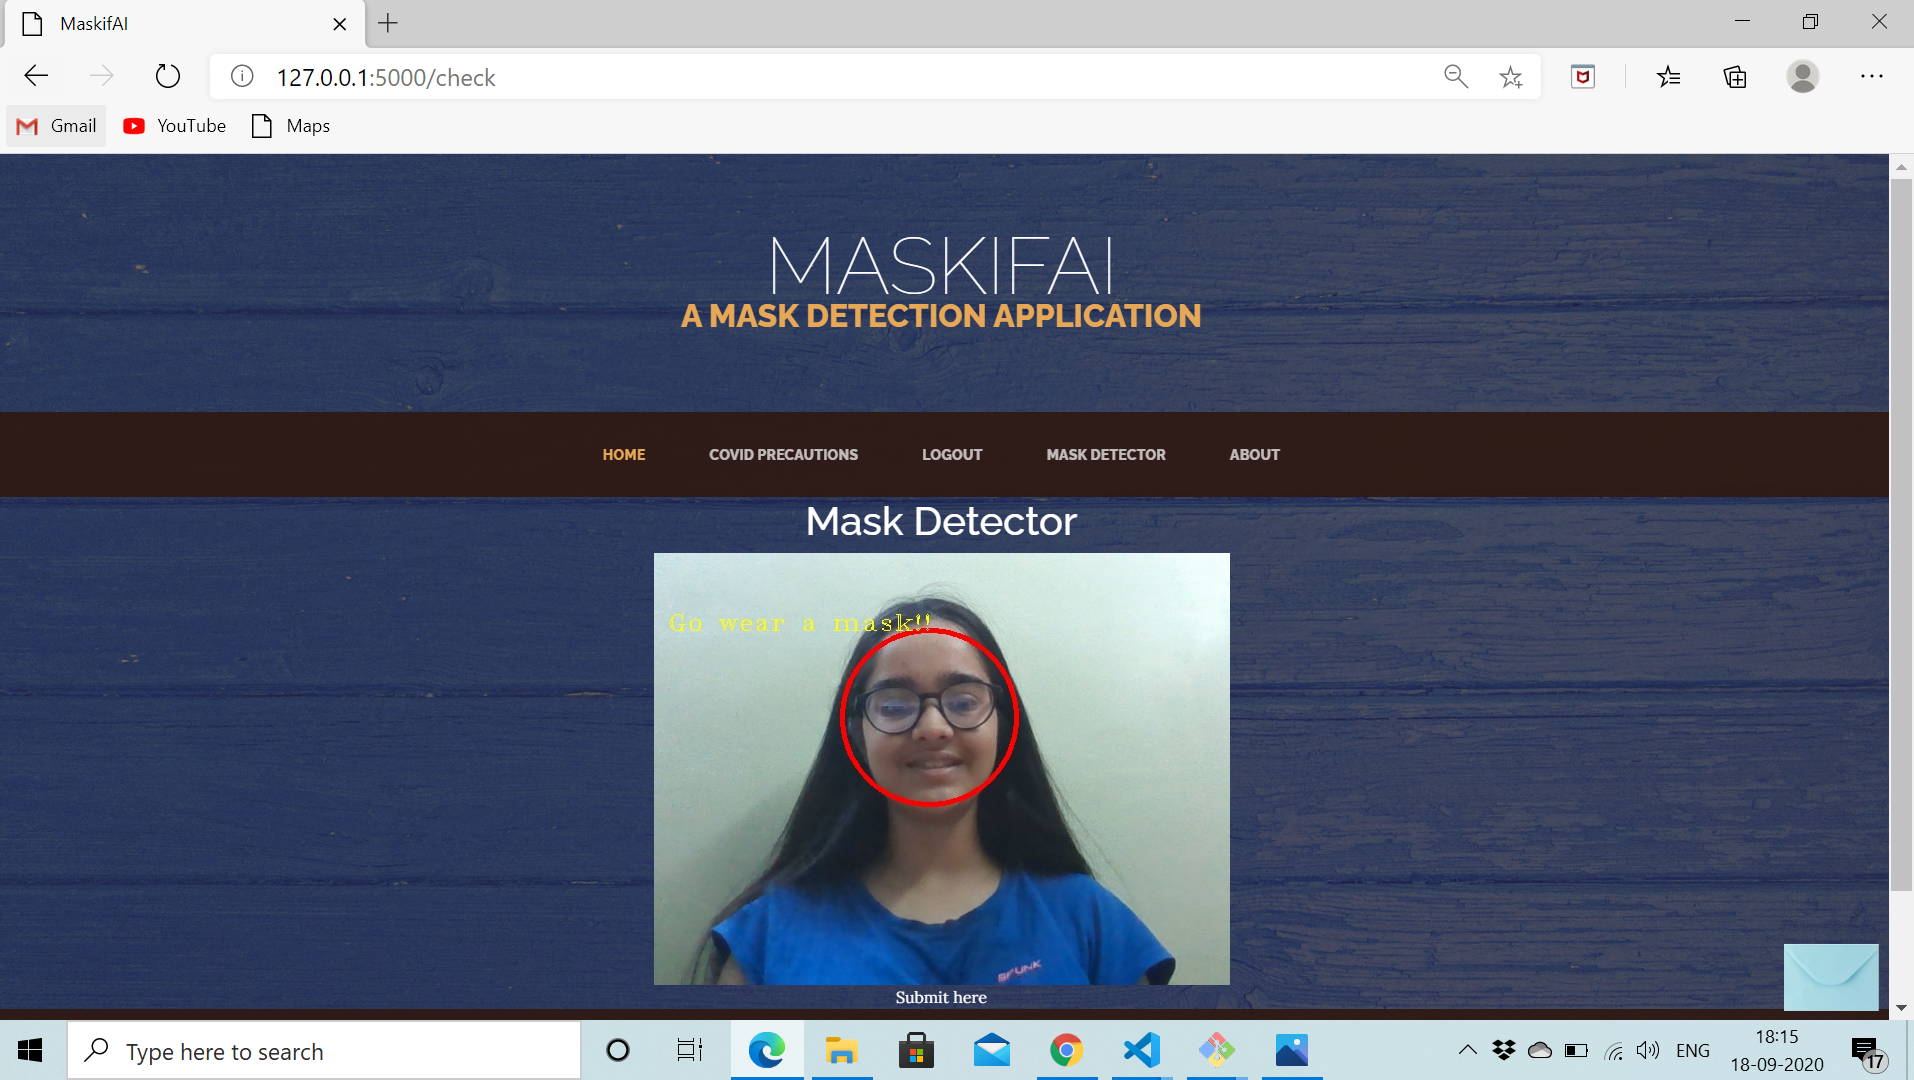 MaskifAI
127.0.0.1:5000/check
Gmail YouTube Maps
MASKIFAI
A MASK DETECTION APPLICATION
HOME COVID PRECAUTIONS LOGOUT MASK DETECTOR ABOUT
Mask Detector
Go wear a mask!!
SPUNK
Submit here
Type here to search
ENG
18:15
18-09-2020
17